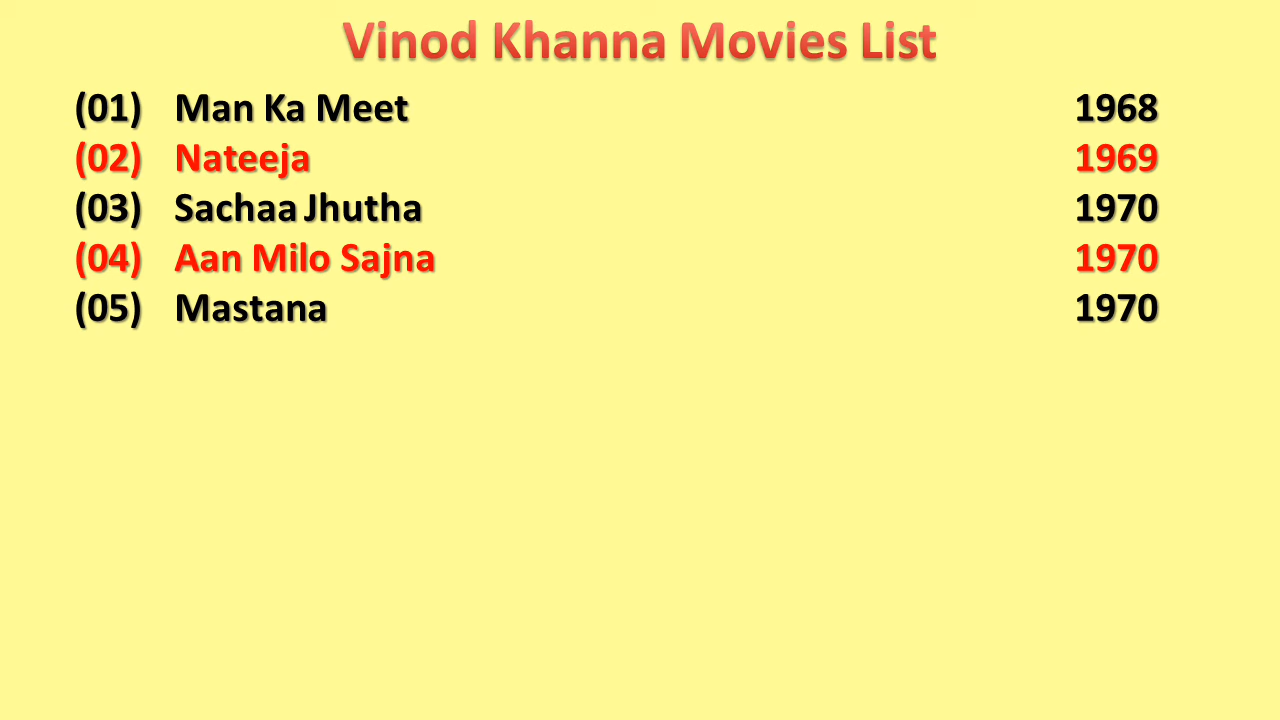 Vinod Khanna Movies List
(01) Man Ka Meet 1968
(02) Nateeja 1969
(03) Sachaa Jhutha 1970
(04) Aan Milo Sajna 1970
(05) Mastana 1970